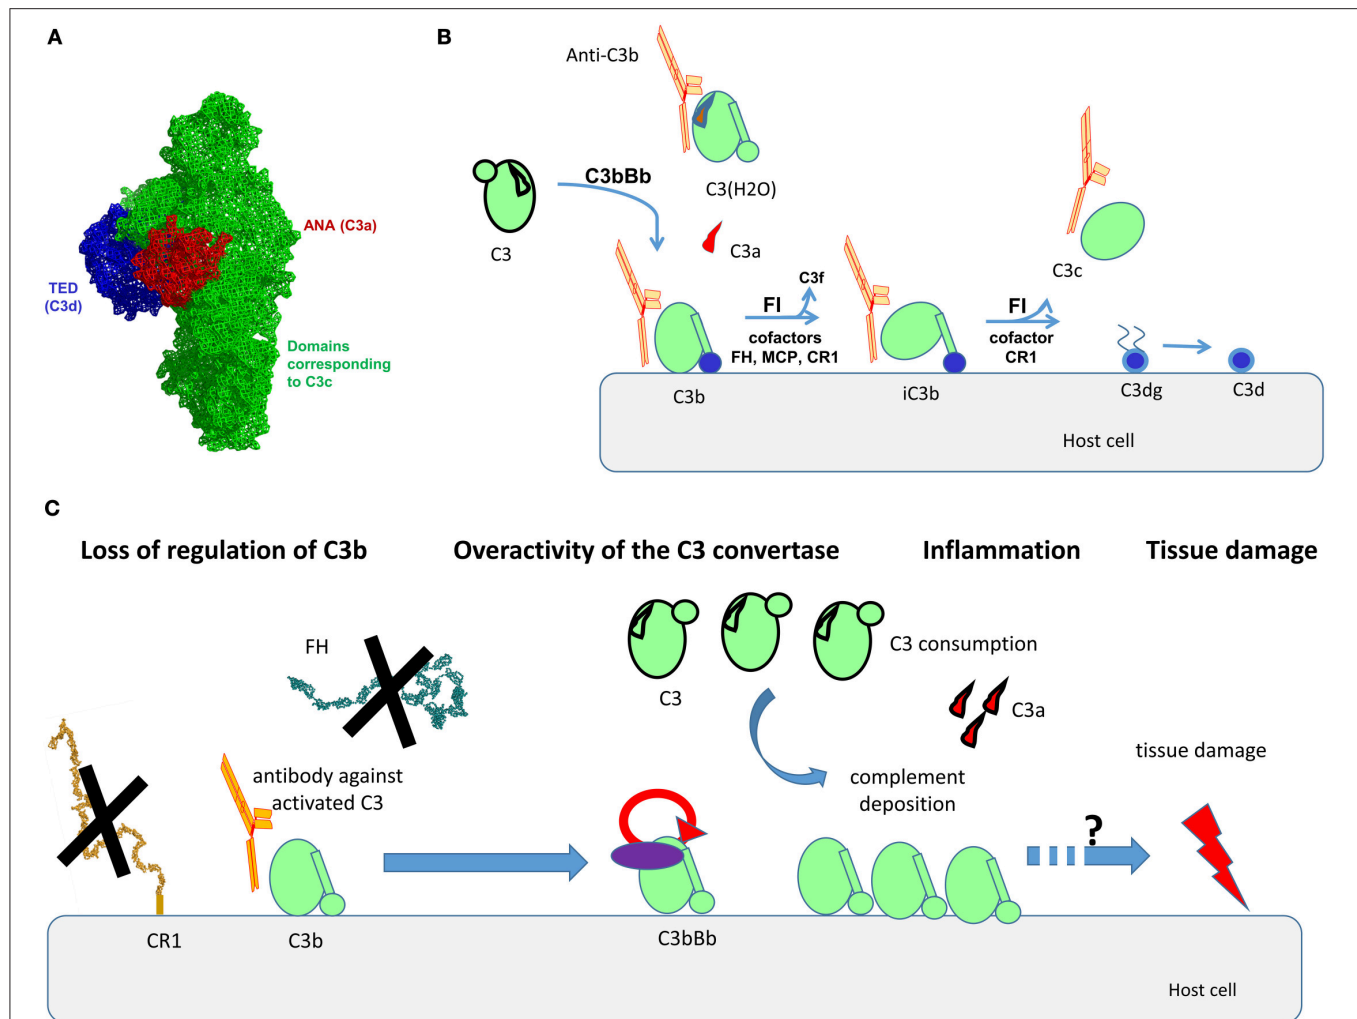 A
ANA (C3a)
TED
(C3d)
Domains
corresponding
to C3c
B
Anti-C3b
C3bBb
C3(H2O)
C3
C3a
C3c
C3f
FI
cofactors
FH, MCP, CR1
FI
cofactor
CR1
C3b
iC3b
C3dg
C3d
Host cell
C
Loss of regulation of C3b
Overactivity of the C3 convertase
Inflammation
Tissue damage
FH
C3
C3 consumption
C3a
antibody against
activated C3
complement
deposition
tissue damage
?
CR1
C3b
C3bBb
Host cell